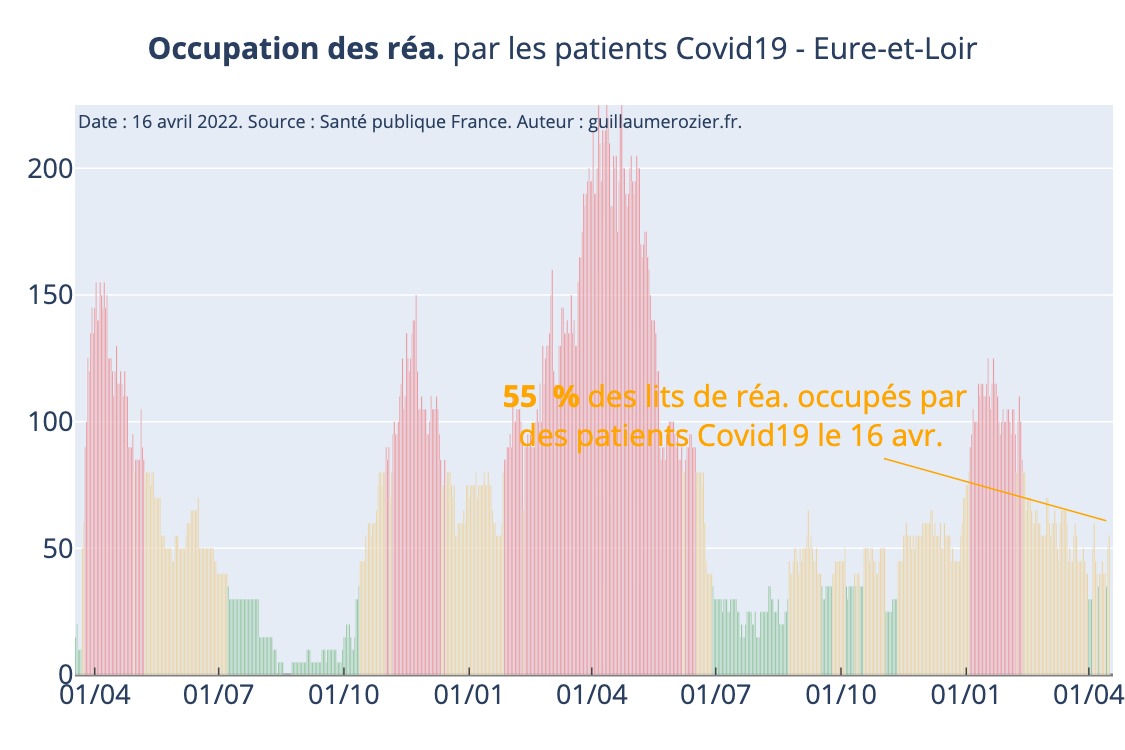 Occupation des réa. par les patients Covid19 - Eure-et-Loir
Date : 16 avril 2022. Source : Santé publique France. Auteur : guillaumerozier.fr.
200
150
55 % des lits de réa. occupés par
des patients Covid19 le 16 avr.
100
50
0
01/04 01/07 01/10 01/01 01/04 01/07 01/10 01/01 01/04